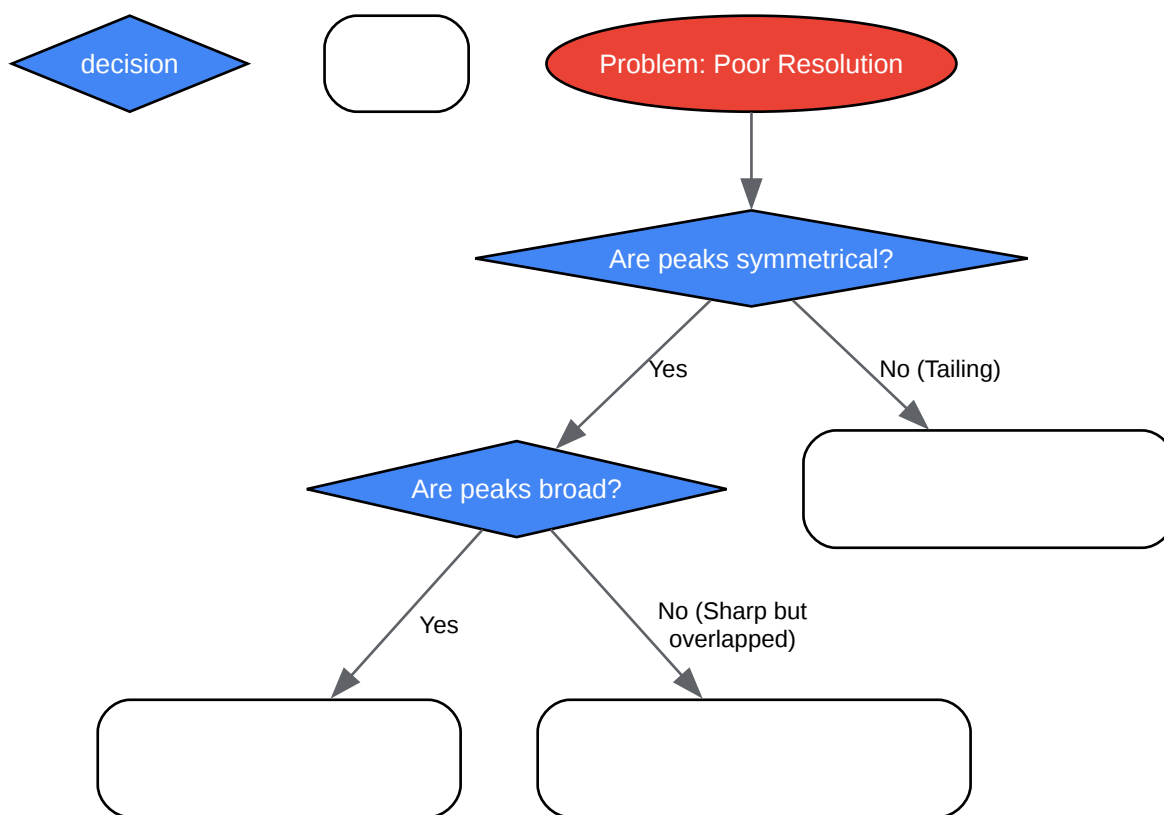 decision
Problem: Poor Resolution
Are peaks symmetrical?
Yes
No (Tailing)
Are peaks broad?
Yes
No (Sharp but
overlapped)